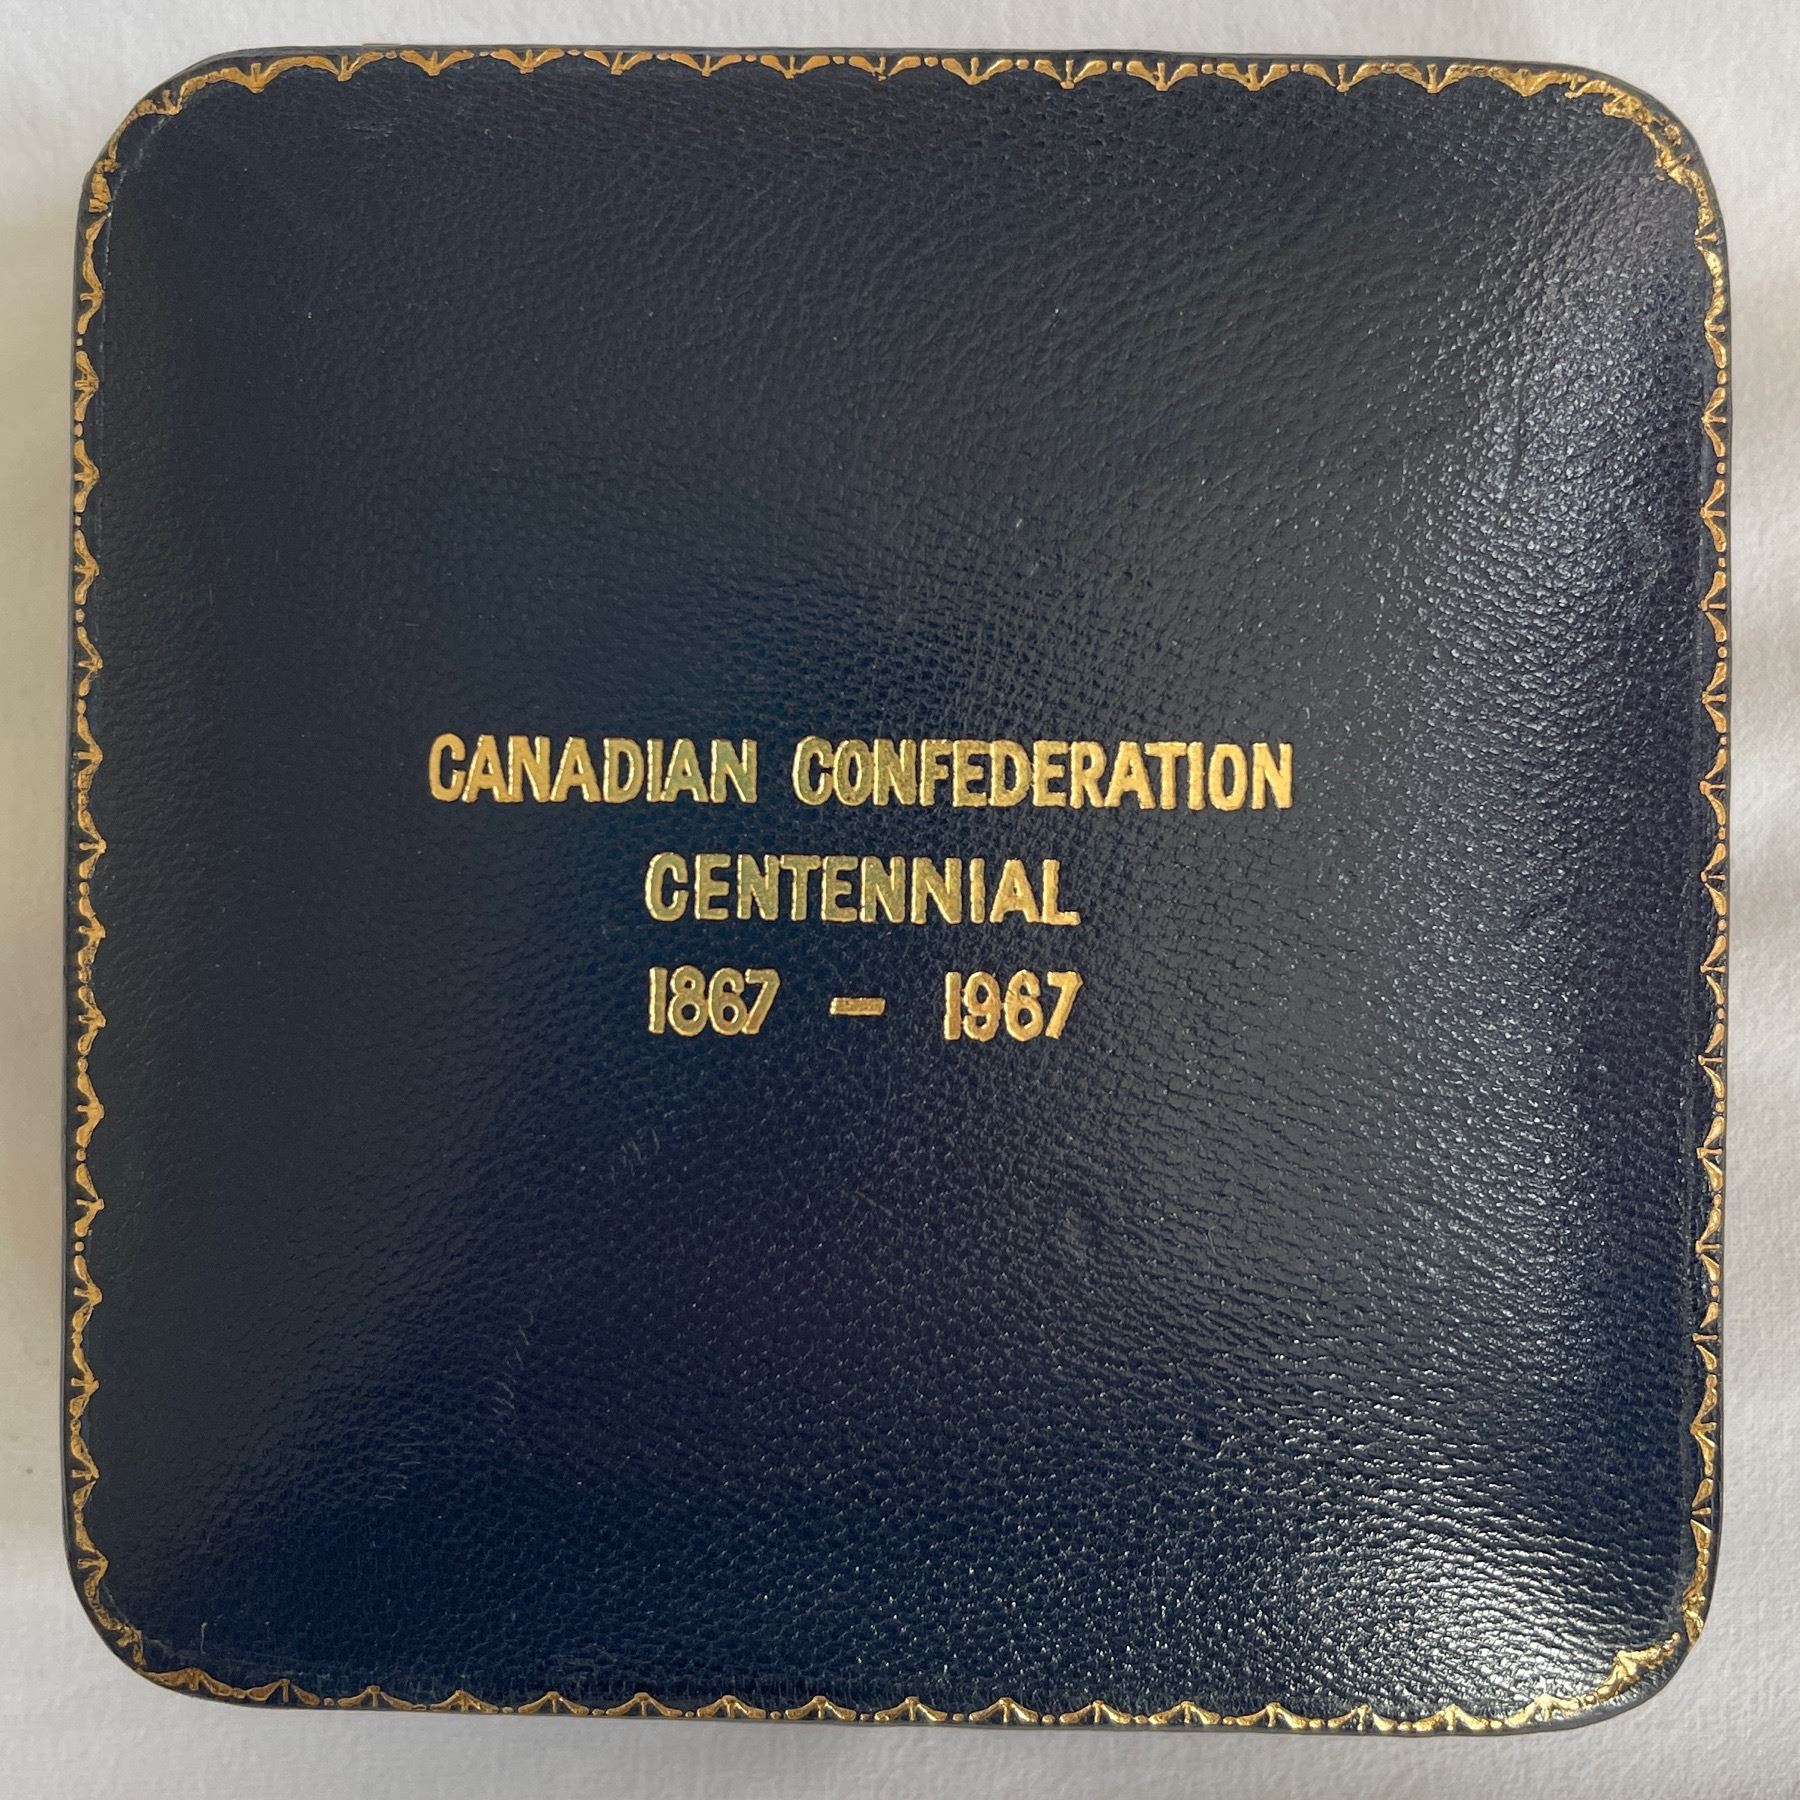 CANADIAN CONFEDERATION
CENTENNIAL
1867 - 1967